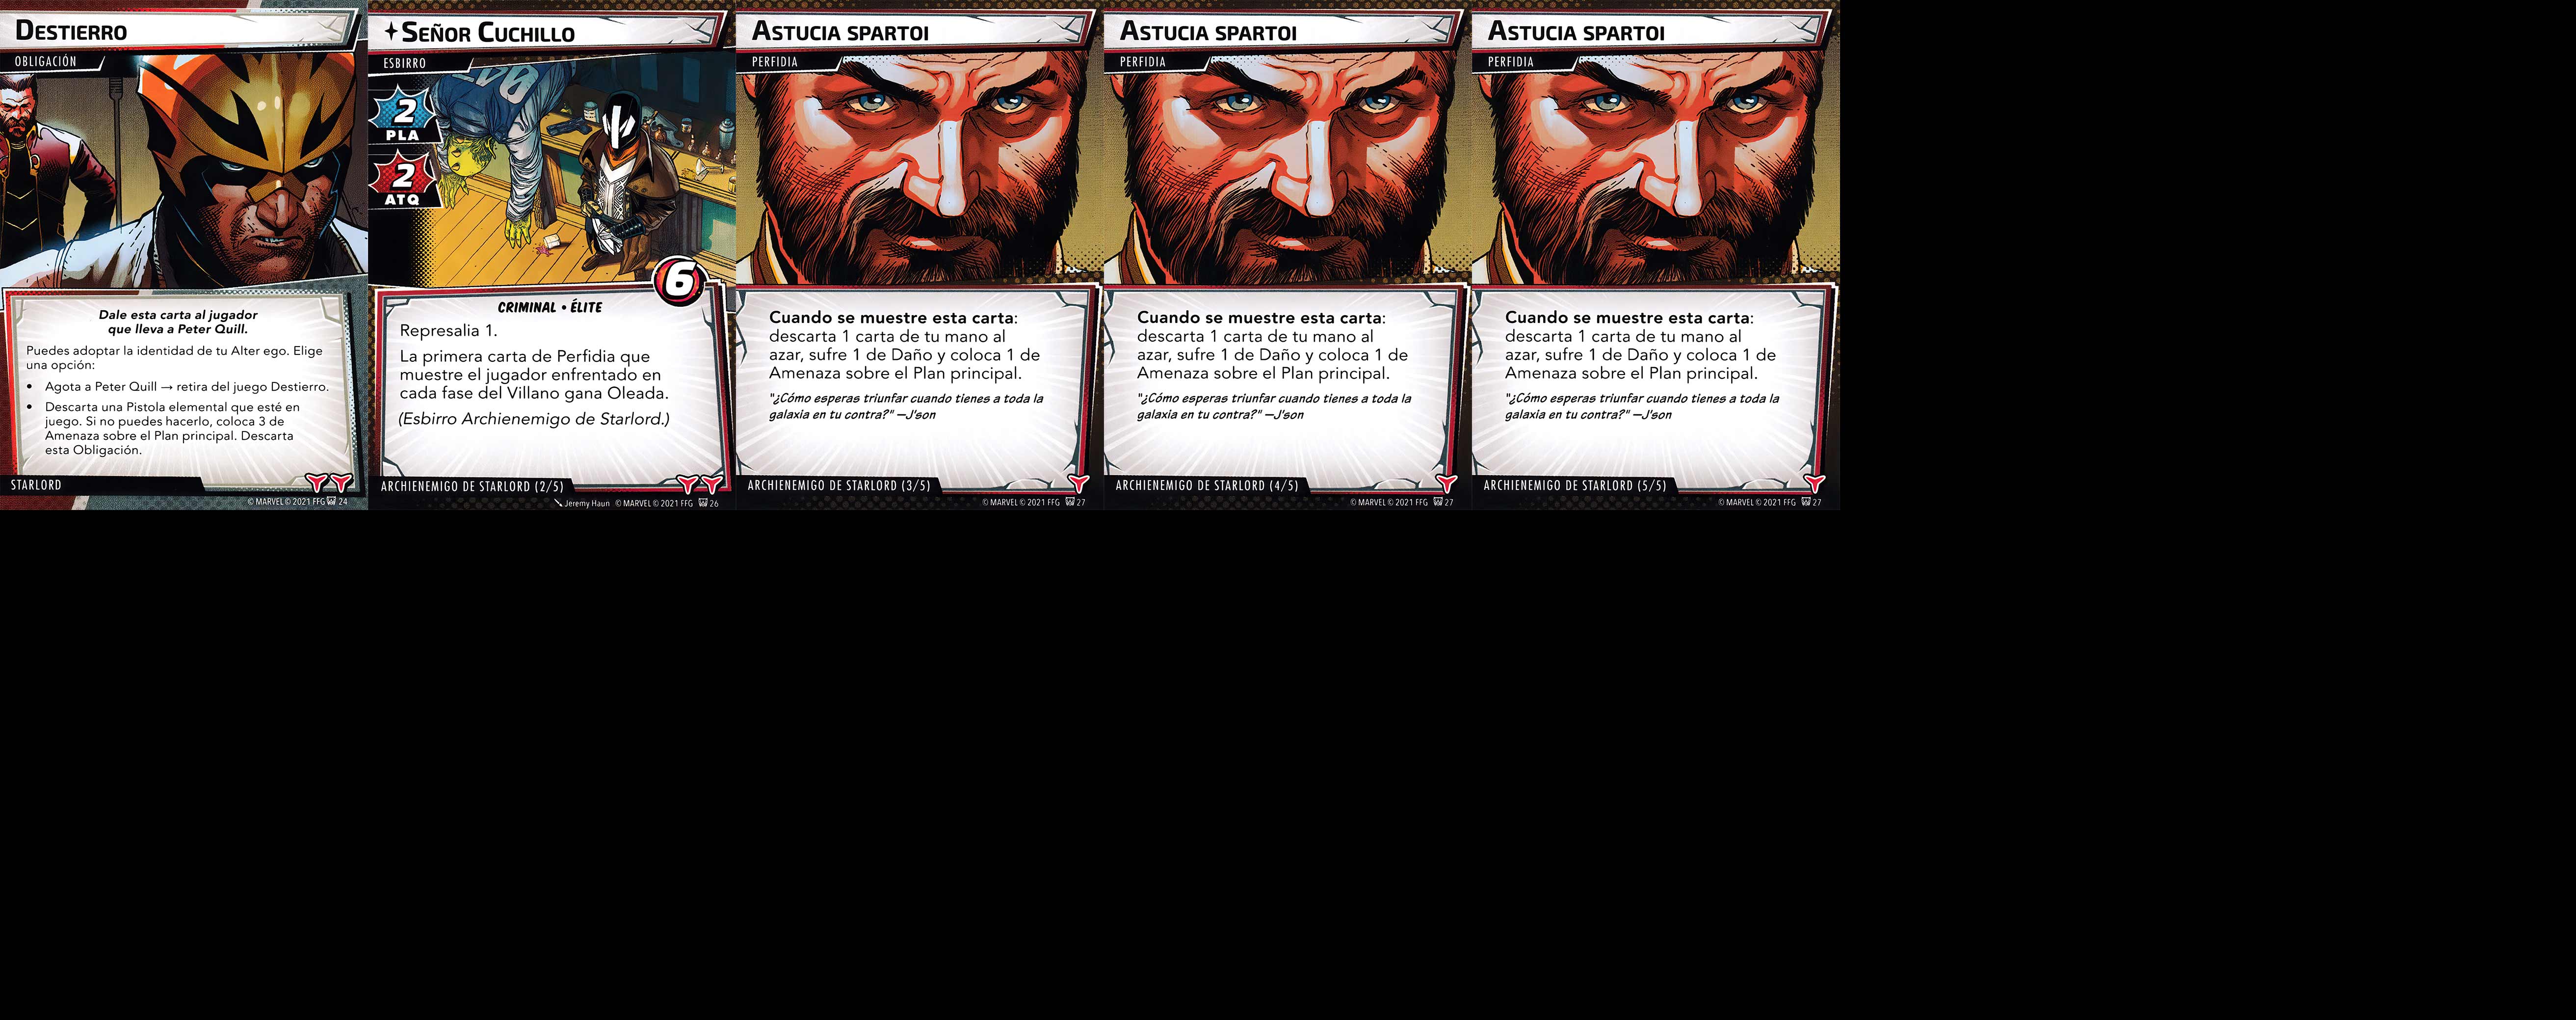 DESTIERRO
OBLIGACIÓN
Dale esta carta al jugador
que lleva a Peter Quill.
Puedes adoptar la identidad de tu Alter ego. Elige
una opción:
• Agota a Peter Quill → retira del juego Destierro.
• Descarta una Pistola elemental que esté en
juego. Si no puedes hacerlo, coloca 3 de
Amenaza sobre el Plan principal. Descarta
esta Obligación.
STARLORD
© MARVEL © 2021 FFG 24
SEÑOR CUCHILLO
ESBIRRO
2
PLA
2
ATQ
6
CRIMINAL • ÉLITE
Represalia 1.
La primera carta de Perfidia que
muestre el jugador enfrentado en
cada fase del Villano gana Oleada.
(Esbirro Archienemigo de Starlord.)
ARCHIENEMIGO DE STARLORD (2/5)
Jeremy Haun © MARVEL © 2021 FFG 26
ASTUCIA SPARTOI
PERFIDIA
Cuando se muestre esta carta:
descarta 1 carta de tu mano al
azar, sufre 1 de Daño y coloca 1 de
Amenaza sobre el Plan principal.
"¿Cómo esperas triunfar cuando tienes a toda la
galaxia en tu contra?" —J'son
ARCHIENEMIGO DE STARLORD (3/5)
© MARVEL © 2021 FFG 27
ASTUCIA SPARTOI
PERFIDIA
Cuando se muestre esta carta:
descarta 1 carta de tu mano al
azar, sufre 1 de Daño y coloca 1 de
Amenaza sobre el Plan principal.
"¿Cómo esperas triunfar cuando tienes a toda la
galaxia en tu contra?" —J'son
ARCHIENEMIGO DE STARLORD (4/5)
© MARVEL © 2021 FFG 27
ASTUCIA SPARTOI
PERFIDIA
Cuando se muestre esta carta:
descarta 1 carta de tu mano al
azar, sufre 1 de Daño y coloca 1 de
Amenaza sobre el Plan principal.
"¿Cómo esperas triunfar cuando tienes a toda la
galaxia en tu contra?" —J'son
ARCHIENEMIGO DE STARLORD (5/5)
© MARVEL © 2021 FFG 27